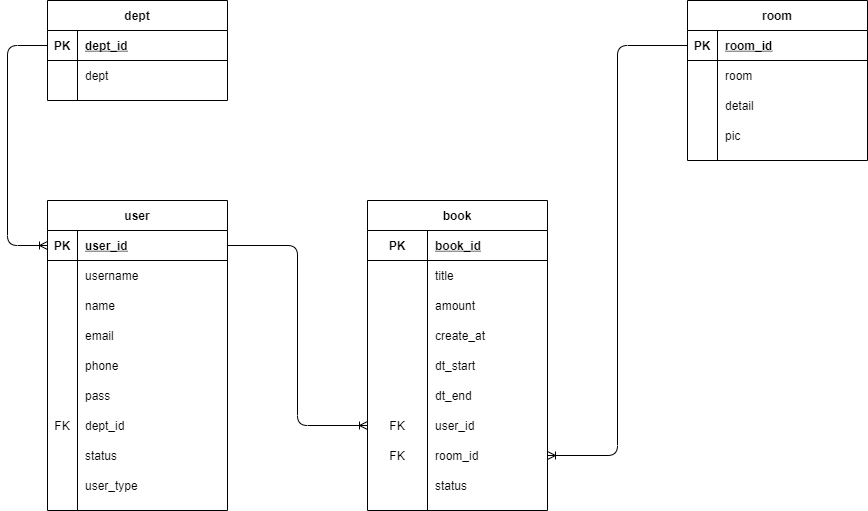 dept
PK dept_id
dept
room
PK room_id
room
detail
pic
user
PK user_id
username
name
email
phone
pass
FK dept_id
status
user_type
book
PK book_id
title
amount
create_at
dt_start
dt_end
FK user_id
FK room_id
status